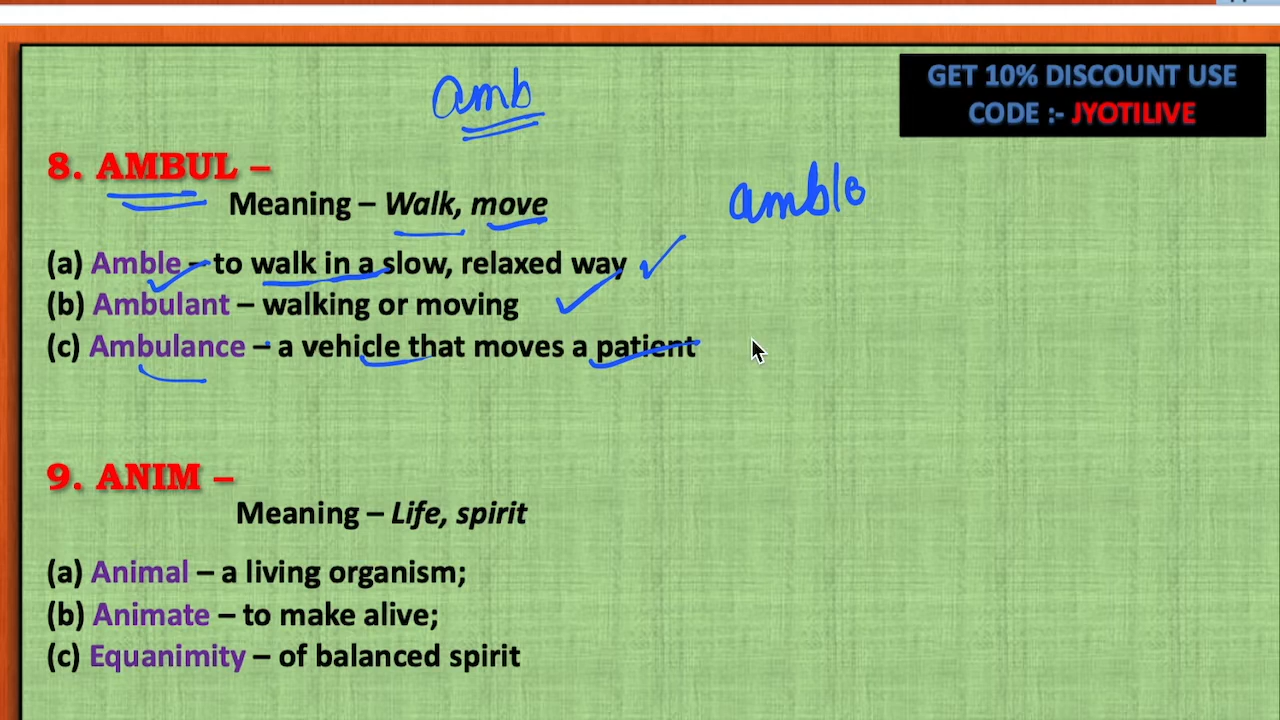 GET 10% DISCOUNT USE
CODE :- JYOTILIVE
amb
8. AMBUL –
Meaning – Walk, move
amble
(a) Amble – to walk in a slow, relaxed way
(b) Ambulant – walking or moving
(c) Ambulance – a vehicle that moves a patient
9. ANIM –
Meaning – Life, spirit
(a) Animal – a living organism;
(b) Animate – to make alive;
(c) Equanimity – of balanced spirit